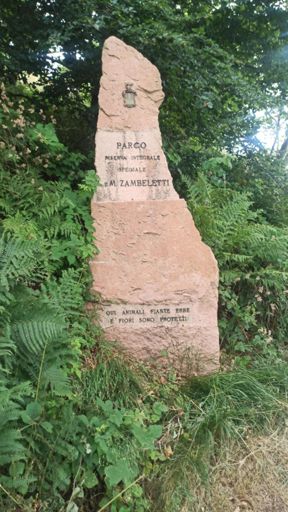 PARCO
RISERVA INTEGRALE
SPECIALE
M. ZAMBELETTI
QUI ANIMALI PIANTE ERBE
E FIORI SONO PROTETTI